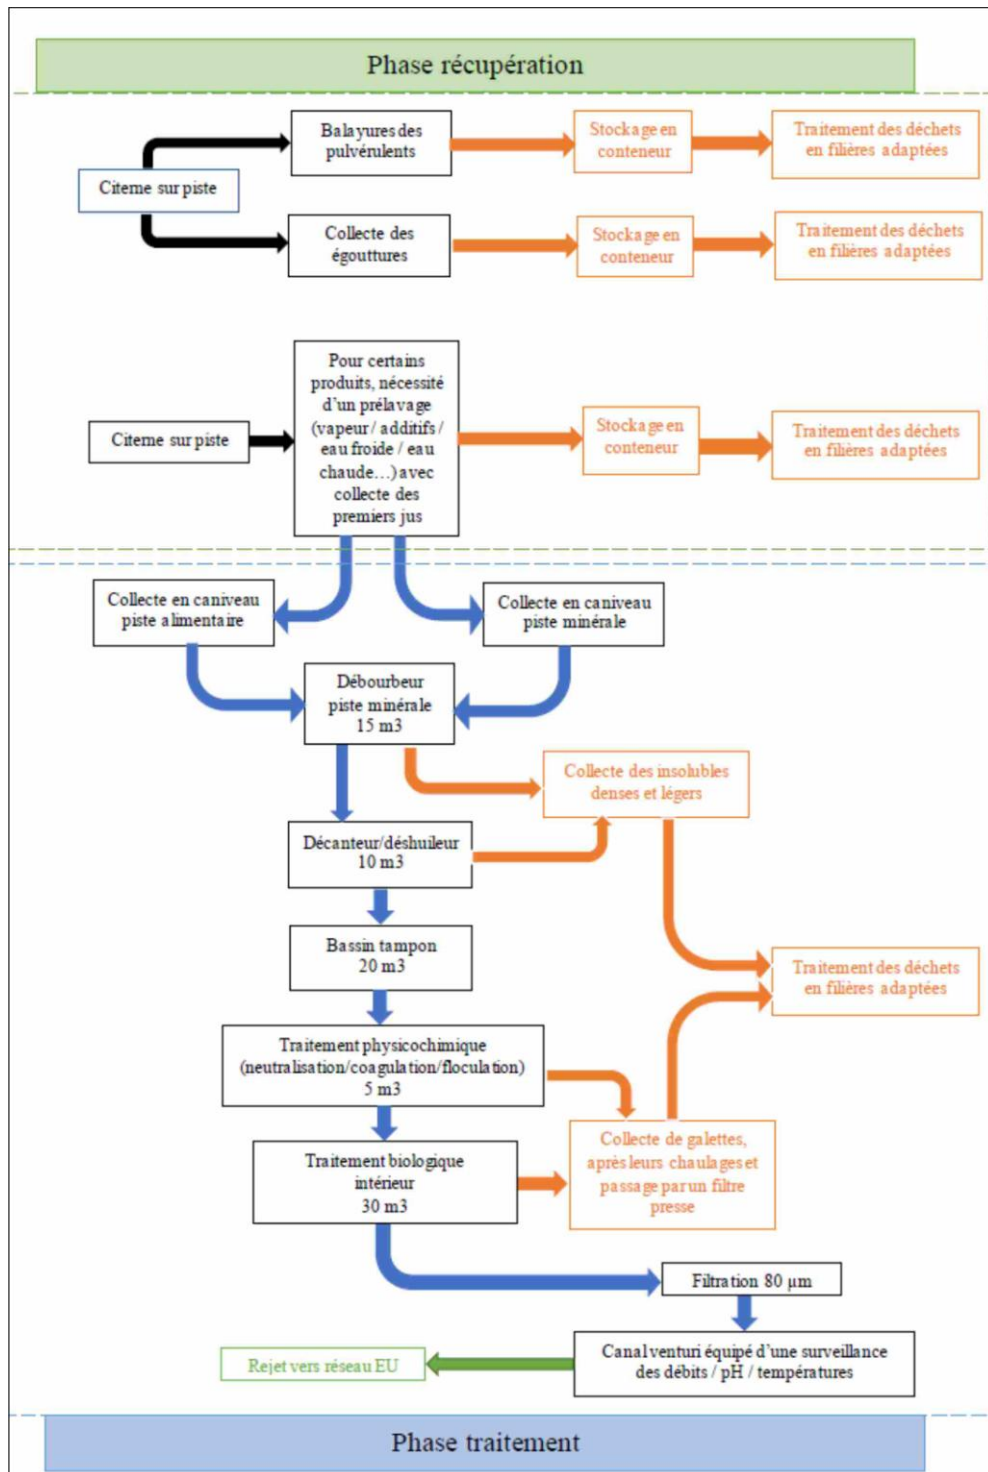 Phase récupération
Balayures des
pulvérulents
Stockage en
conteneur
Traitement des déchets
en filières adaptées
Citerne sur piste
Collecte des
égouttures
Stockage en
conteneur
Traitement des déchets
en filières adaptées
Pour certains
produits, nécessité
d'un prélavage
(vapeur / additifs /
eau froide / eau
chaude…) avec
collecte des
premiers jus
Citerne sur piste
Stockage en
conteneur
Traitement des déchets
en filières adaptées
Collecte en caniveau
piste alimentaire
Collecte en caniveau
piste minérale
Débourbeur
piste minérale
15 m3
Collecte des insolubles
denses et légers
Décanteur/déshuileur
10 m3
Bassin tampon
20 m3
Traitement des déchets
en filières adaptées
Traitement physicochimique
(neutralisation/coagulation/floculation)
5 m3
Collecte de galettes,
après leurs chaulages et
passage par un filtre
presse
Traitement biologique
intérieur
30 m3
Filtration 80 µm
Canal venturi équipé d'une surveillance
des débits / pH / températures
Rejet vers réseau EU
Phase traitement